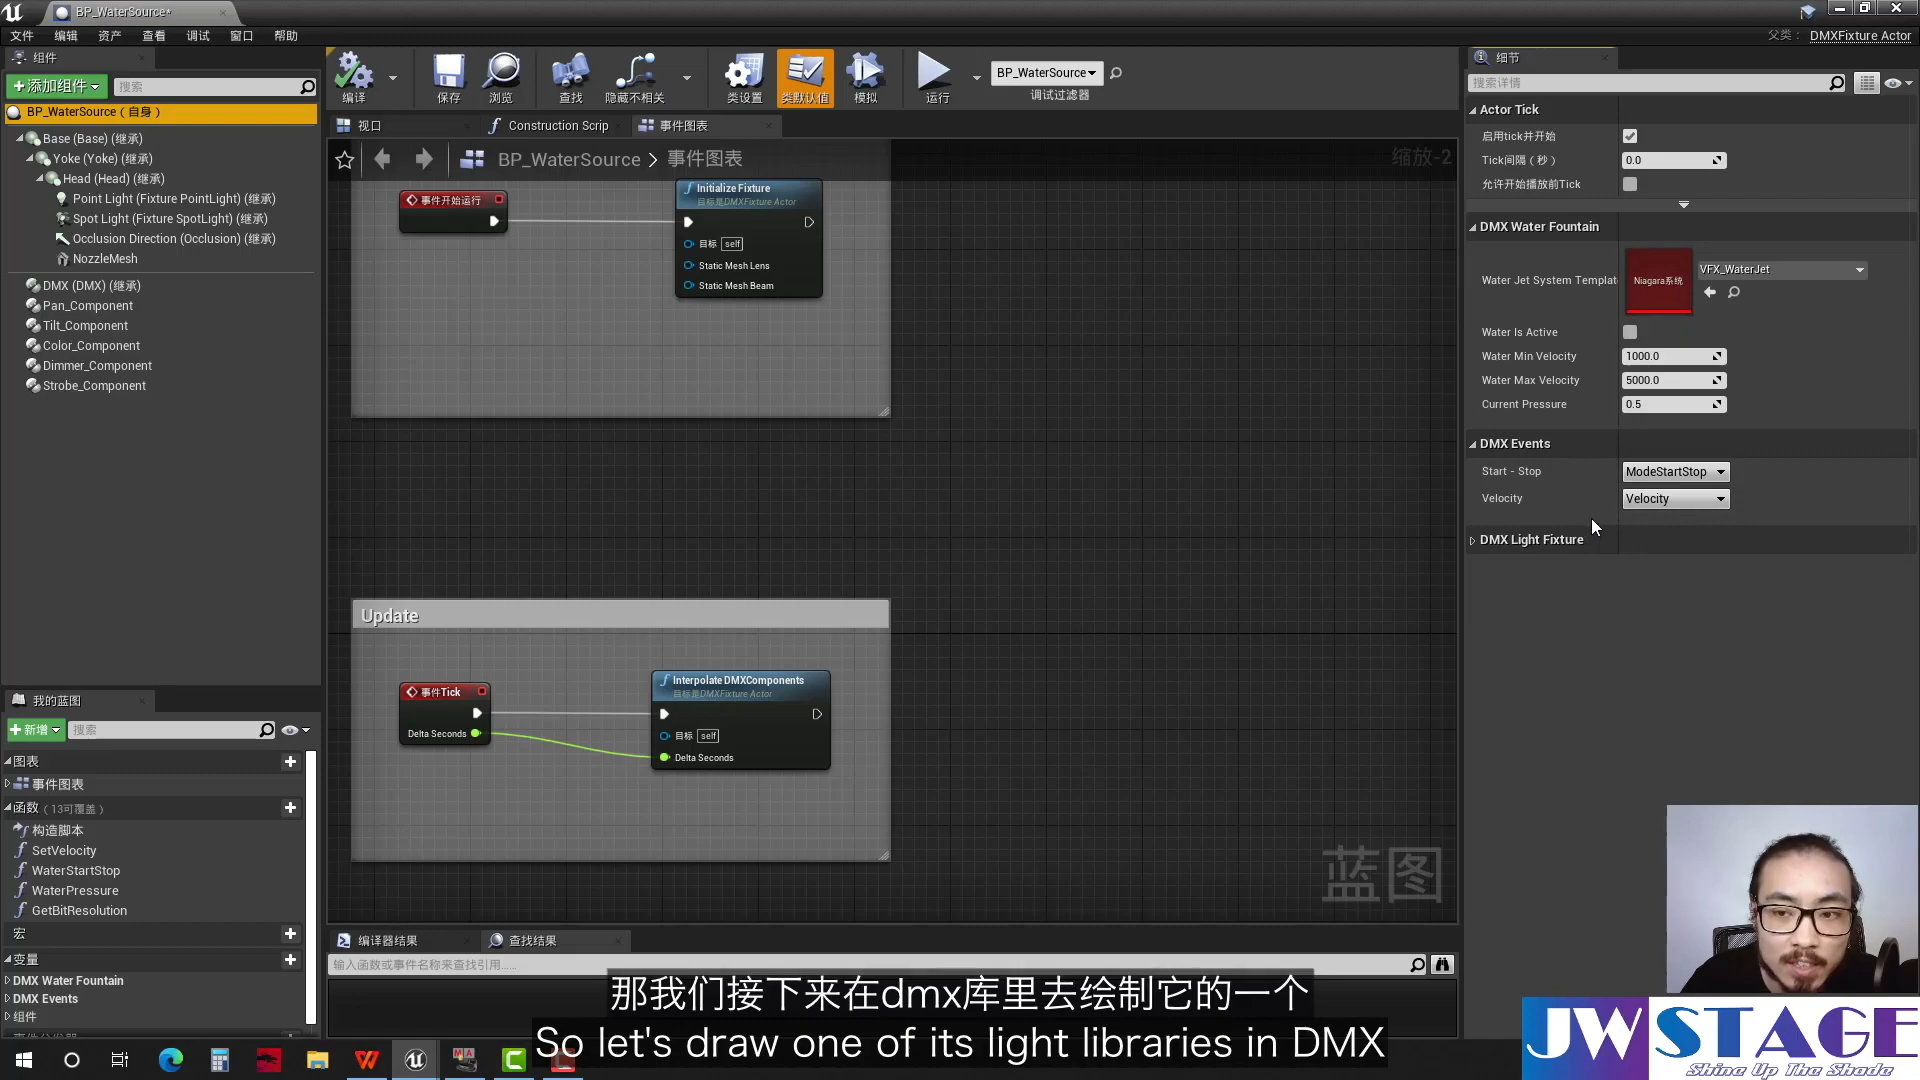 BP_WaterSource*
文件 编辑 资产 查看 调试 窗口 帮助
父类： DMXFixture Actor
组件
添加组件 搜索
BP_WaterSource（自身）
Base (Base) (继承)
Yoke (Yoke) (继承)
Head (Head) (继承)
Point Light (Fixture PointLight) (继承)
Spot Light (Fixture SpotLight) (继承)
Occlusion Direction (Occlusion) (继承)
NozzleMesh
DMX (DMX) (继承)
Pan_Component
Tilt_Component
Color_Component
Dimmer_Component
Strobe_Component
我的蓝图
新增 搜索
图表
事件图表
函数 (13可覆盖)
构造脚本
SetVelocity
WaterStartStop
WaterPressure
GetBitResolution
宏
变量
DMX Water Fountain
DMX Events
组件
编译 保存 浏览 查找 隐藏不相关 类设置 类默认值 模拟 运行
BP_WaterSource
调试过滤器
视口 Construction Scrip 事件图表
BP_WaterSource > 事件图表
缩放-2
事件开始运行
Initialize Fixture
目标是DMXFixture Actor
目标 self
Static Mesh Lens
Static Mesh Beam
Update
事件Tick
Delta Seconds
Interpolate DMXComponents
目标是DMXFixture Actor
目标 self
Delta Seconds
蓝图
编译器结果 查找结果
输入函数或事件名称来查找引用......
细节
搜索详情
Actor Tick
启用tick并开始
Tick间隔（秒） 0.0
允许开始播放前Tick
DMX Water Fountain
Water Jet System Templat
Niagara系统
VFX_WaterJet
Water Is Active
Water Min Velocity 1000.0
Water Max Velocity 5000.0
Current Pressure 0.5
DMX Events
Start - Stop ModeStartStop
Velocity Velocity
DMX Light Fixture
那我们接下来在dmx库里去绘制它的一个
So let's draw one of its light libraries in DMX
JWSTAGE
Shine Up The Shade